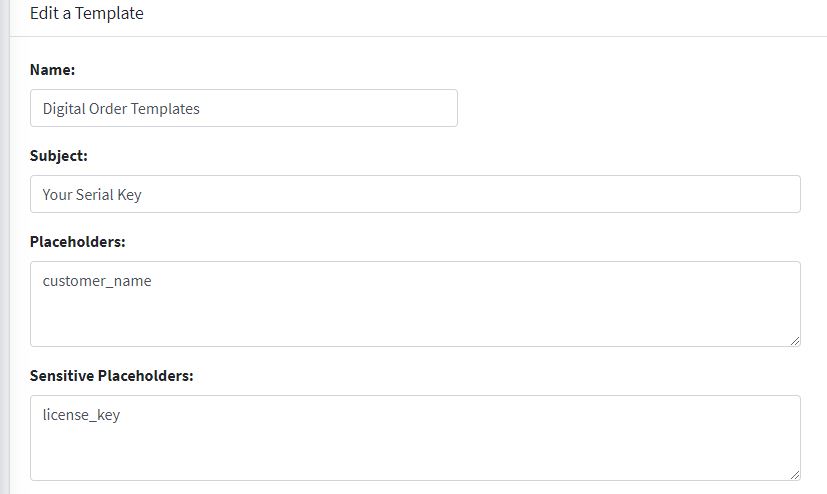 Edit a Template
Name:
Digital Order Templates
Subject:
Your Serial Key
Placeholders:
customer_name
Sensitive Placeholders:
license_key